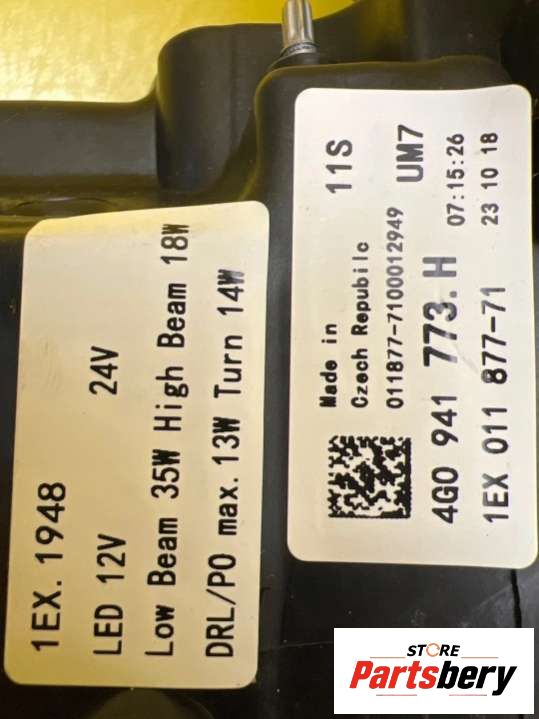 1EX.1948
LED 12V 24V
Low Beam 35W High Beam 18W
DRL/PO max.13W Turn 14W
Made in 11S
Czech Republic
011877-7100012949 UM7
4G0 941 773.H 07:15:26
1EX 011 877-71 23 10 18
STORE
Partsbery